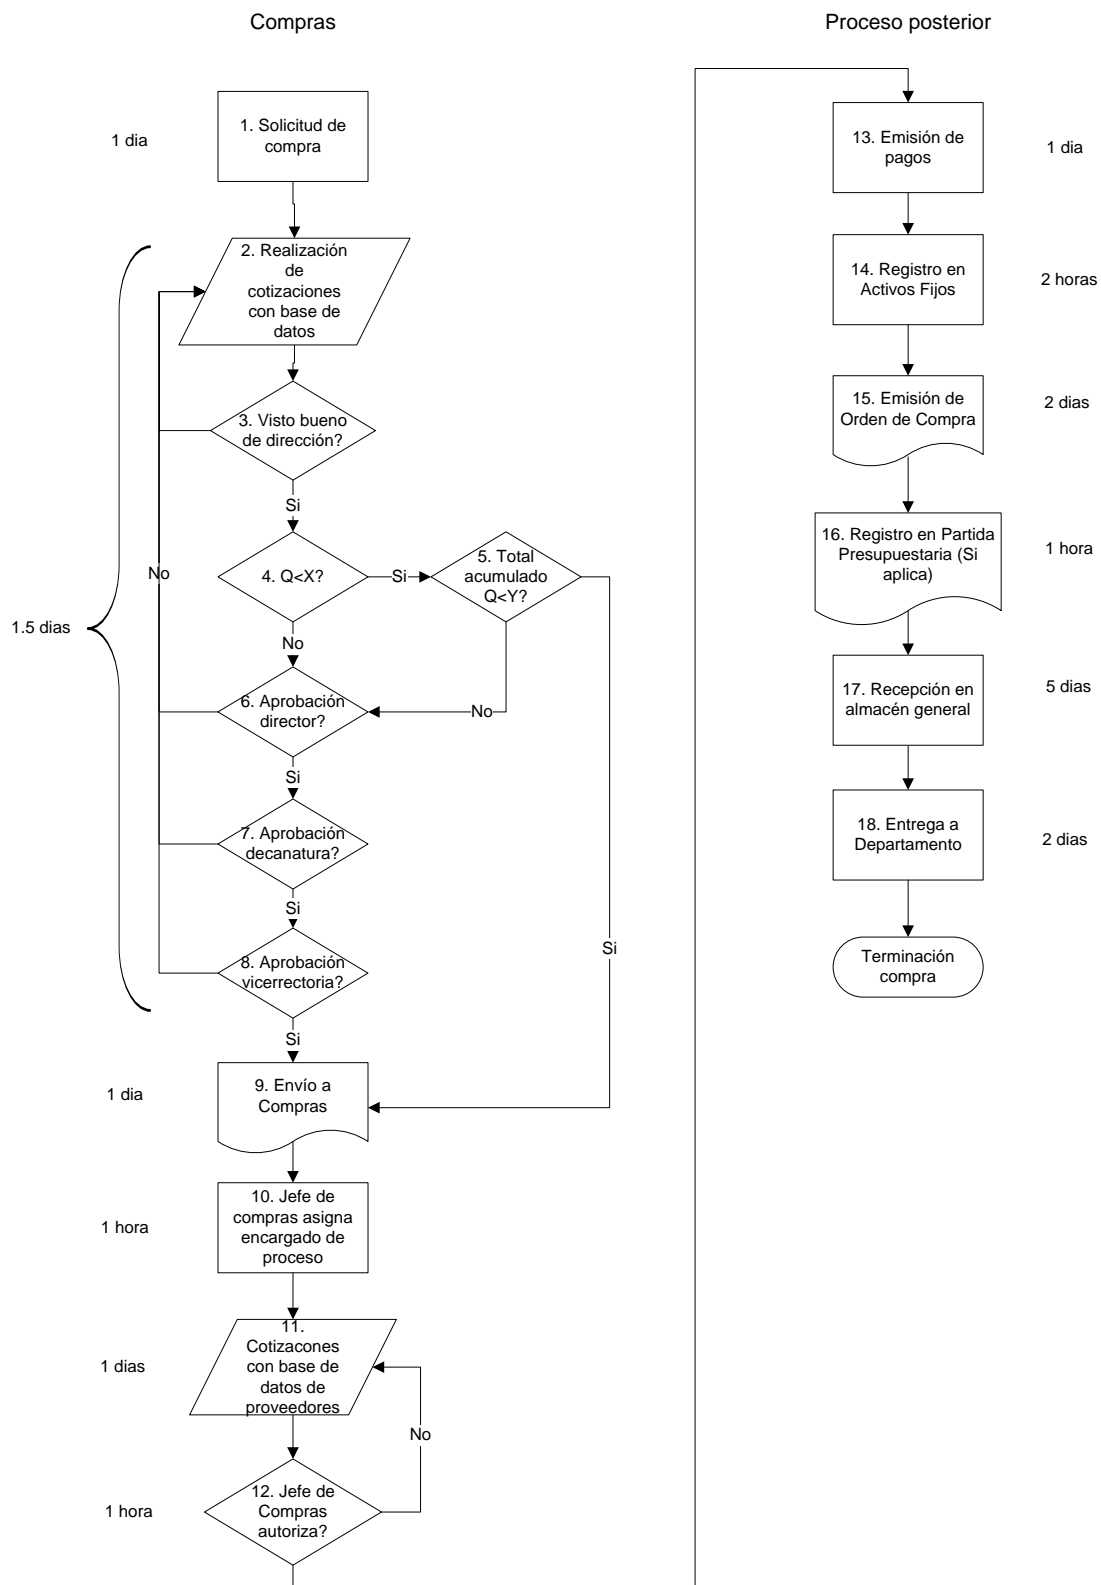 Compras
1 dia
1. Solicitud de
compra
2. Realización
de
cotizaciones
con base de
datos
3. Visto bueno
de dirección?
Si
4. Q<X?
Si
5. Total
acumulado
Q<Y?
No
No
1.5 dias
No
6. Aprobación
director?
Si
7. Aprobación
decanatura?
Si
8. Aprobación
vicerrectoria?
Si
Si
1 dia
9. Envío a
Compras
1 hora
10. Jefe de
compras asigna
encargado de
proceso
1 dias
11.
Cotizacones
con base de
datos de
proveedores
No
1 hora
12. Jefe de
Compras
autoriza?
Proceso posterior
13. Emisión de
pagos
1 dia
14. Registro en
Activos Fijos
2 horas
15. Emisión de
Orden de Compra
2 dias
16. Registro en Partida
Presupuestaria (Si
aplica)
1 hora
17. Recepción en
almacén general
5 dias
18. Entrega a
Departamento
2 dias
Terminación
compra